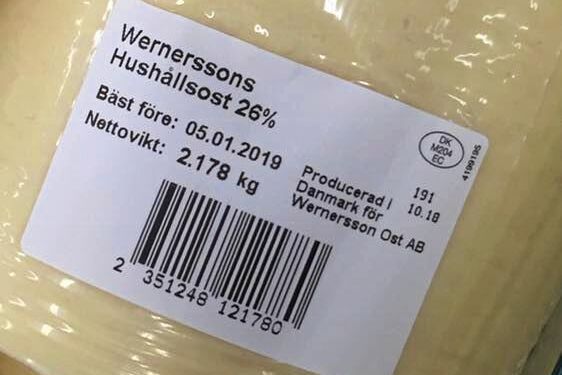 Wernerssons
Hushållsost 26%
Bäst före: 05.01.2019
Nettovikt: 2.178 kg
Producerad i 191
Danmark för 10.18
Wernersson Ost AB
DK
M204
EC
4199195
2 351248 121780